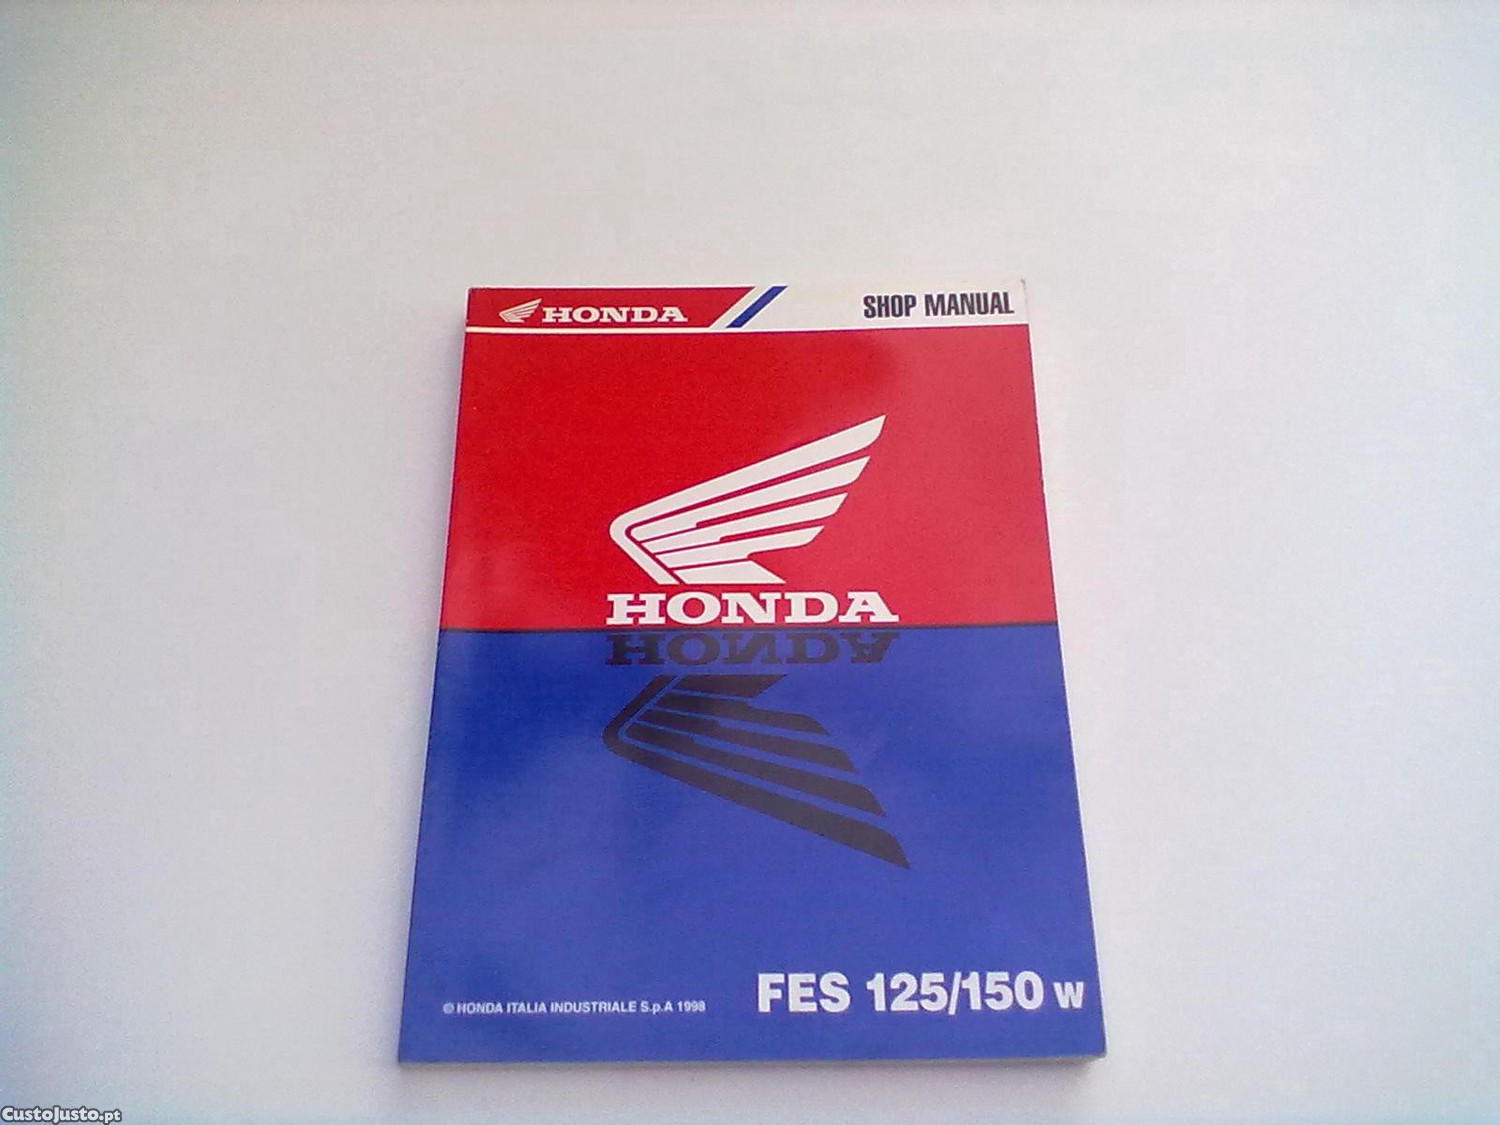 HONDA
SHOP MANUAL
HONDA
HONDA
© HONDA ITALIA INDUSTRIALE S.p.A 1998
FES 125/150 W
CustoJusto.pt